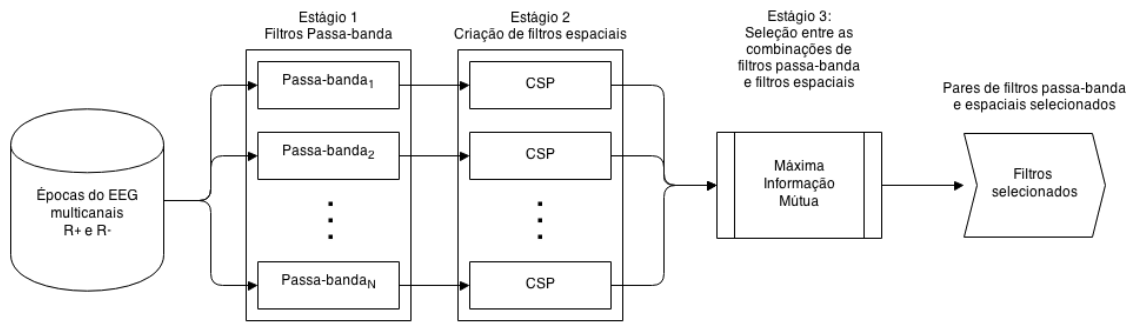 Estágio 1
Filtros Passa-banda
Estágio 2
Criação de filtros espaciais
Estágio 3:
Seleção entre as
combinações de
filtros passa-banda
e filtros espaciais
Pares de filtros passa-banda
e espaciais selecionados
Épocas do EEG
multicanais
R+ e R-
Passa-banda1
CSP
Passa-banda2
CSP
Passa-bandaN
CSP
Máxima
Informação
Mútua
Filtros
selecionados